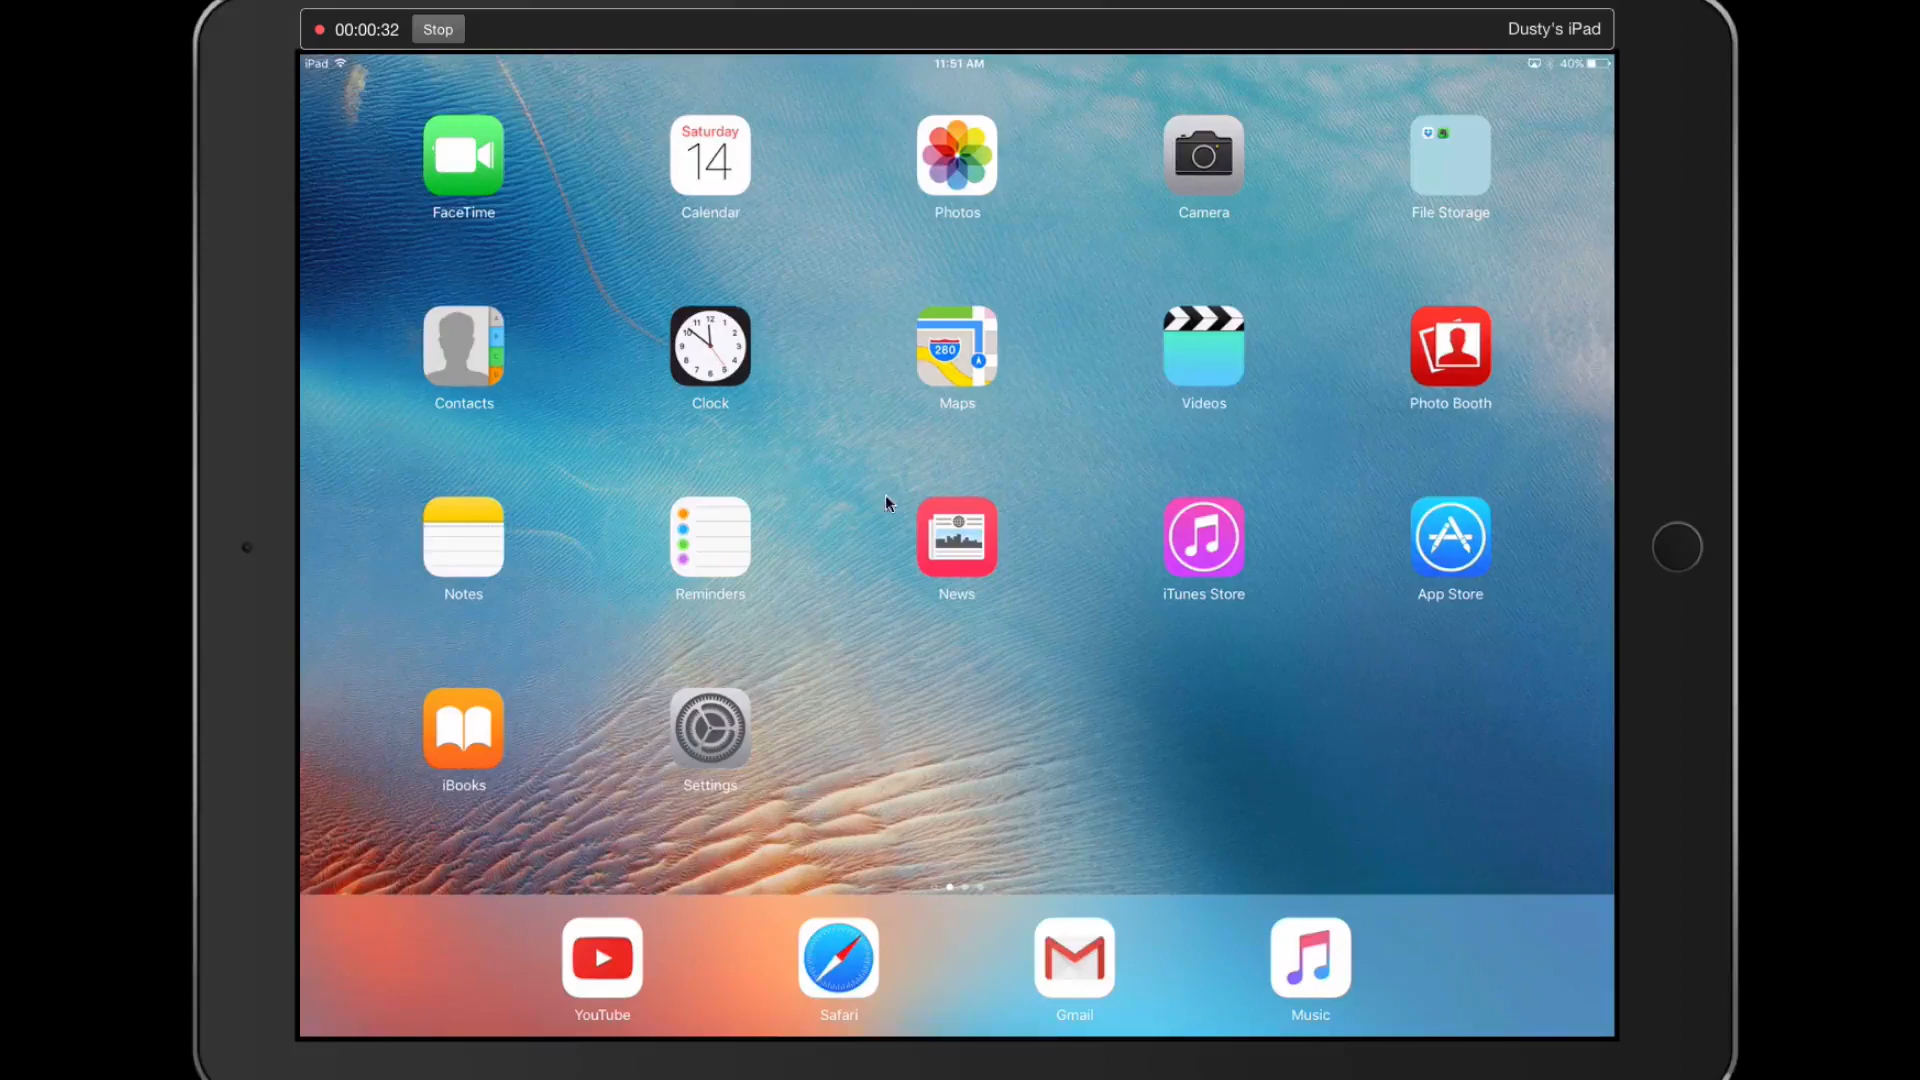 00:00:32 Stop Dusty's iPad
iPad 11:51 AM 40%
Saturday
14
FaceTime Calendar Photos Camera File Storage
280
Contacts Clock Maps Videos Photo Booth
Notes Reminders News iTunes Store App Store
iBooks Settings
YouTube Safari Gmail Music